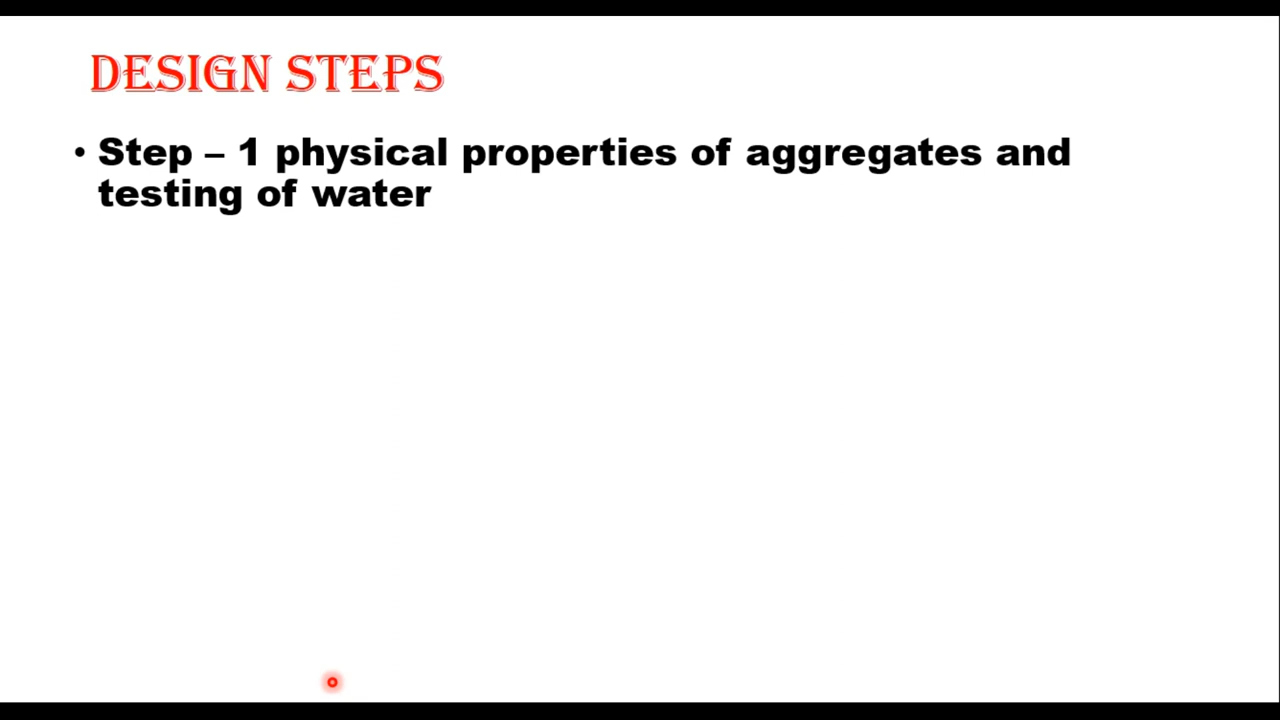 DESIGN STEPS
• Step – 1 physical properties of aggregates and
testing of water